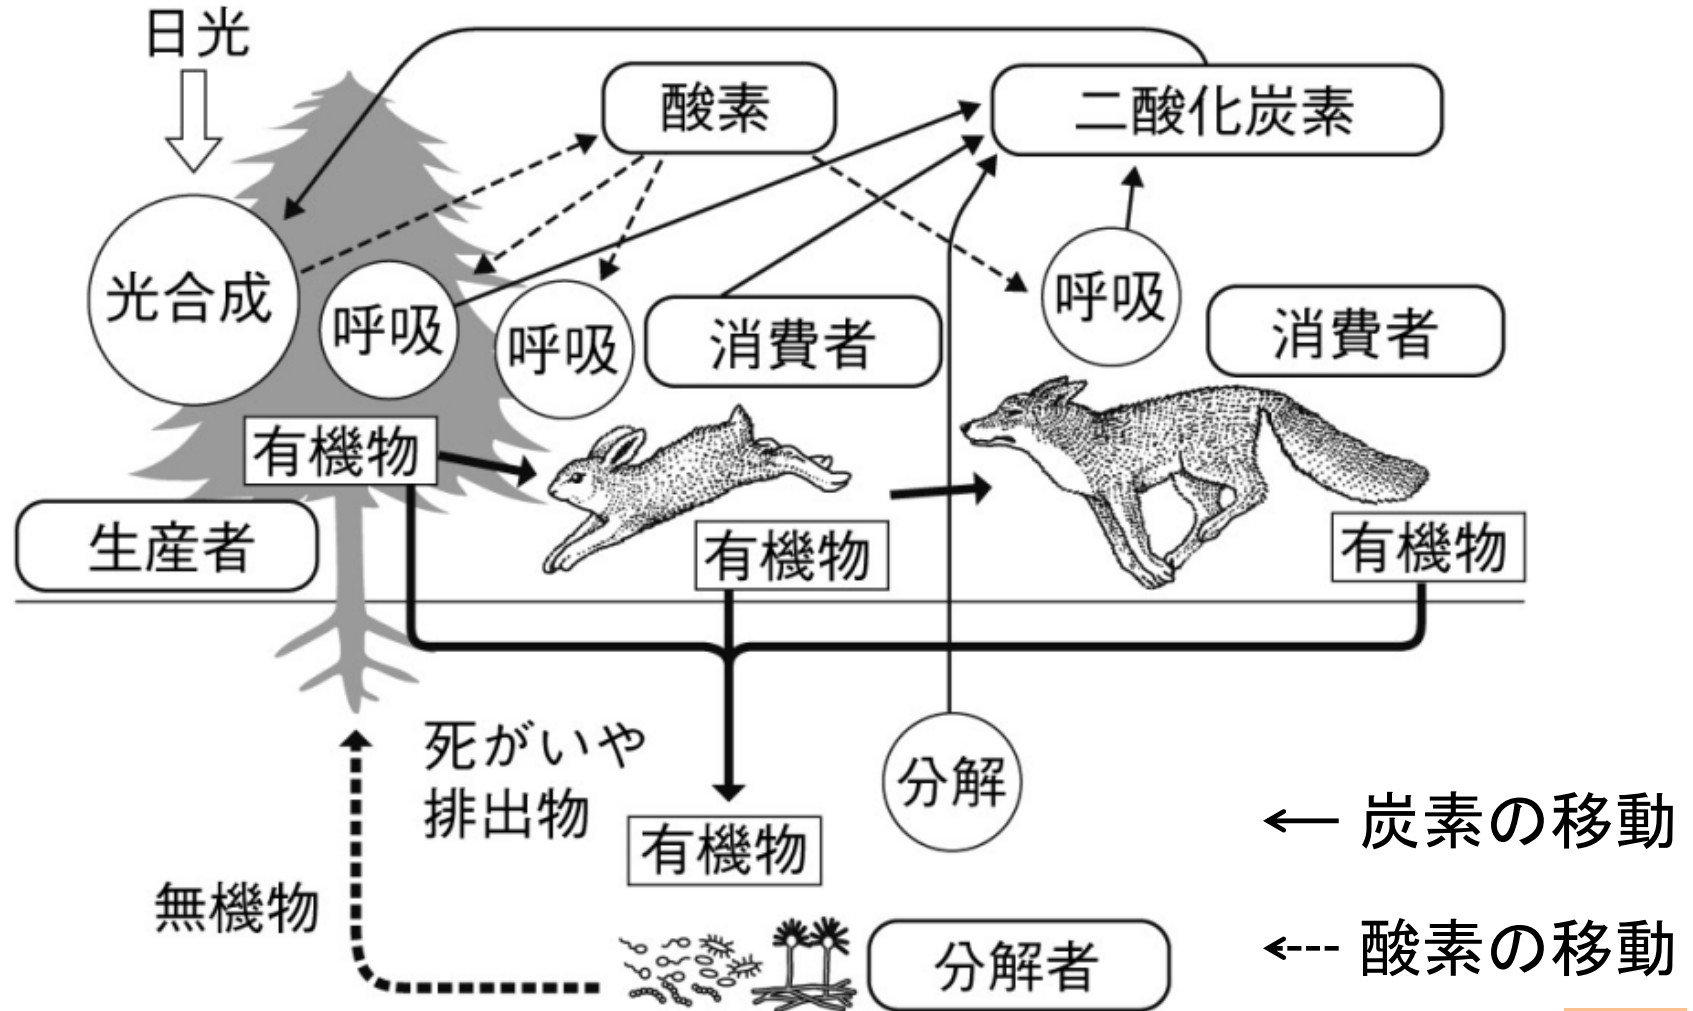 日光
酸素
二酸化炭素
光合成
呼吸
呼吸
消費者
呼吸
消費者
有機物
生産者
有機物
有機物
死がいや
排出物
分解
有機物
炭素の移動
無機物
分解者
酸素の移動